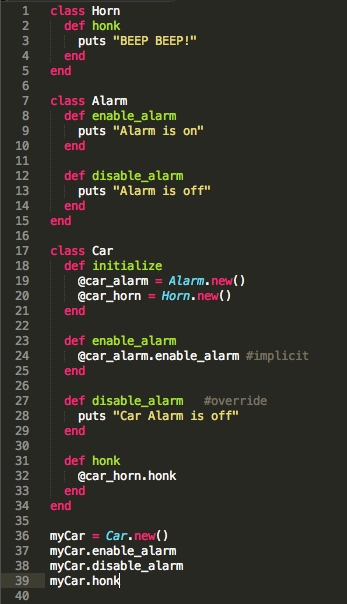 1 class Horn
2   def honk
3     puts "BEEP BEEP!"
4   end
5 end
6
7 class Alarm
8   def enable_alarm
9     puts "Alarm is on"
10   end
11
12   def disable_alarm
13     puts "Alarm is off"
14   end
15 end
16
17 class Car
18   def initialize
19     @car_alarm = Alarm.new()
20     @car_horn = Horn.new()
21   end
22
23   def enable_alarm
24     @car_alarm.enable_alarm #implicit
25   end
26
27   def disable_alarm   #override
28     puts "Car Alarm is off"
29   end
30
31   def honk
32     @car_horn.honk
33   end
34 end
35
36 myCar = Car.new()
37 myCar.enable_alarm
38 myCar.disable_alarm
39 myCar.honk
40